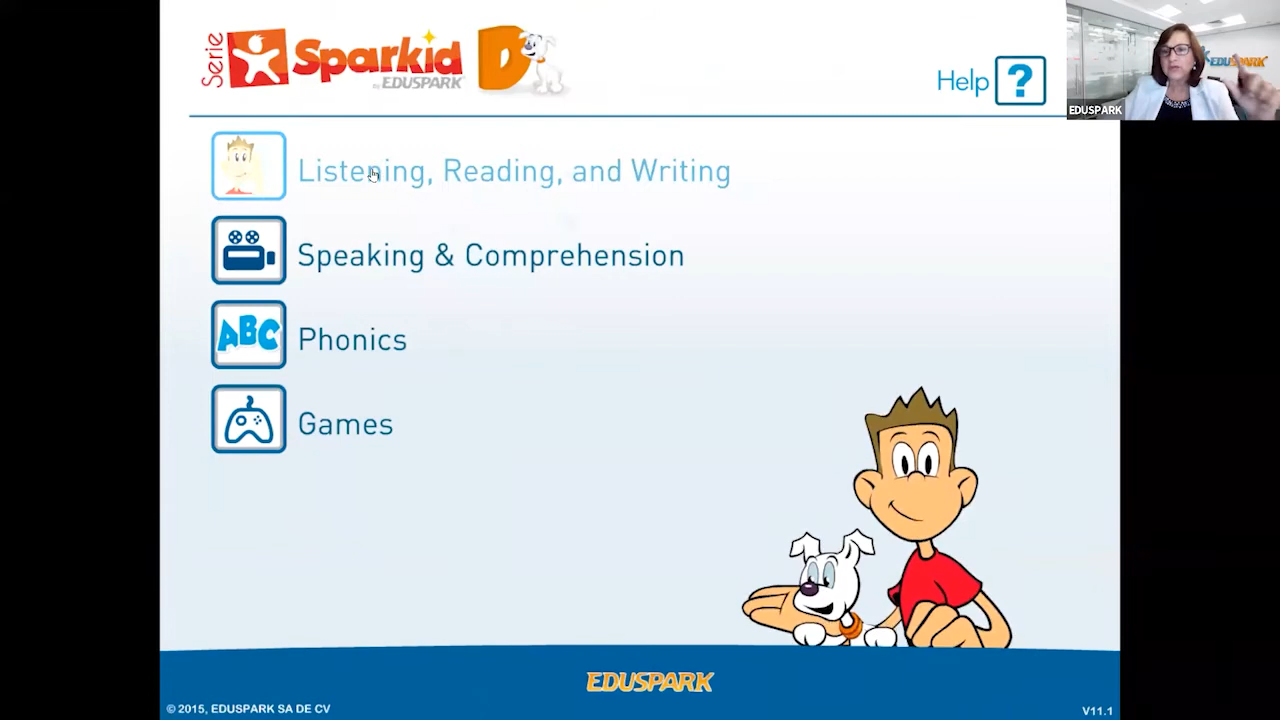 Serie Sparkid D
by EDUSPARK
Help ?
EDUSPARK
EDUSPARK
Listening, Reading, and Writing
Speaking & Comprehension
ABC Phonics
Games
EDUSPARK
© 2015, EDUSPARK SA DE CV
V11.1